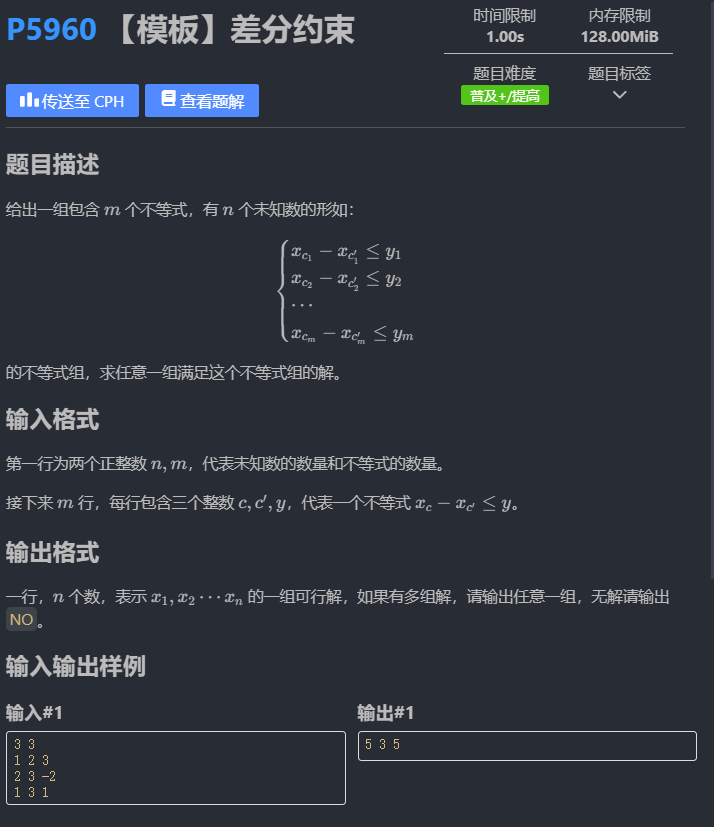 P5960 【模板】差分约束
时间限制 内存限制
1.00s 128.00MiB
题目难度 题目标签
普及+/提高
传送至 CPH 查看题解
题目描述
给出一组包含 m 个不等式，有 n 个未知数的形如：
x_{c_1} − x_{c'_1} ≤ y_1
x_{c_2} − x_{c'_2} ≤ y_2
⋯
x_{c_m} − x_{c'_m} ≤ y_m
的不等式组，求任意一组满足这个不等式组的解。
输入格式
第一行为两个正整数 n, m，代表未知数的数量和不等式的数量。
接下来 m 行，每行包含三个整数 c, c′, y，代表一个不等式 x_c − x_{c′} ≤ y。
输出格式
一行，n 个数，表示 x_1, x_2 ⋯ x_n 的一组可行解，如果有多组解，请输出任意一组，无解请输出
NO。
输入输出样例
输入#1 输出#1
3 3
1 2 3
2 3 -2
1 3 1
5 3 5